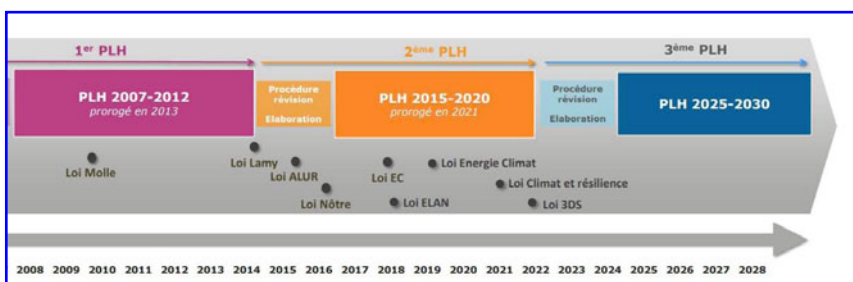 1er PLH
2ème PLH
3ème PLH
PLH 2007-2012
prorogé en 2013
Procédure
révision
Elaboration
PLH 2015-2020
prorogé en 2021
Procédure
révision
Elaboration
PLH 2025-2030
Loi Molle
Loi Lamy
Loi ALUR
Loi Nôtre
Loi EC
Loi ELAN
Loi Energie Climat
Loi Climat et résilience
Loi 3DS
2008 2009 2010 2011 2012 2013 2014 2015 2016 2017 2018 2019 2020 2021 2022 2023 2024 2025 2026 2027 2028